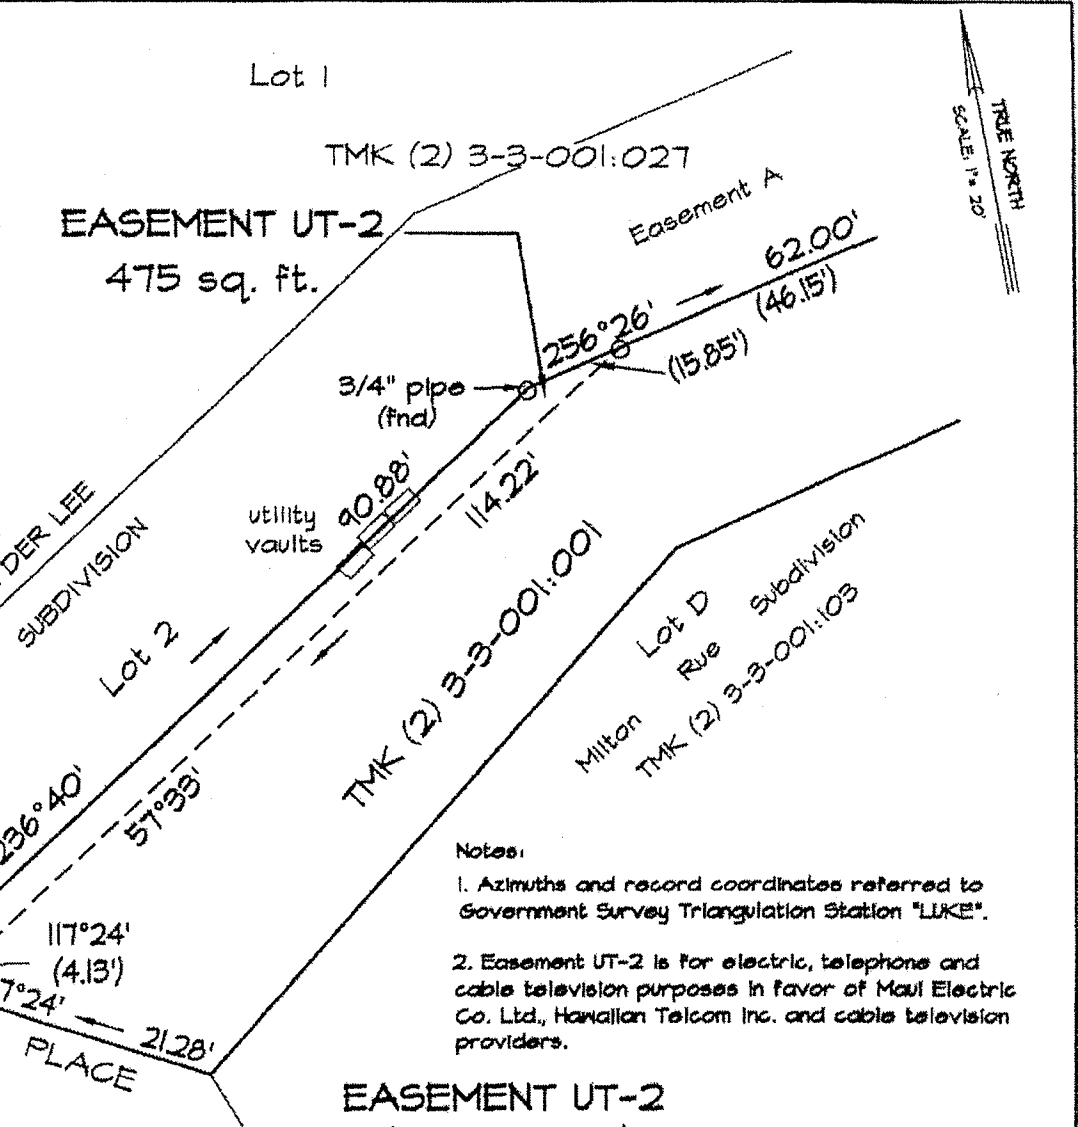 Lot 1
TMK (2) 3-3-001:027
TRUE NORTH
SCALE: 1"= 20'
EASEMENT UT-2
475 sq. ft.
Easement A
62.00'
(46.15')
256°26'
(15.85')
3/4" pipe
(fnd)
90.88'
114.22'
utility
vaults
DER LEE
SUBDIVISION
Lot 2
TMK (2) 3-3-001:001
Lot D
Rue Subdivision
Milton
TMK (2) 3-3-001:103
236°40'
57°33'
117°24'
(4.13')
7°24'
21.28'
PLACE
Notes:
1. Azimuths and record coordinates referred to
Government Survey Triangulation Station "LUKE".
2. Easement UT-2 is for electric, telephone and
cable television purposes in favor of Maui Electric
Co. Ltd., Hawaiian Telcom Inc. and cable television
providers.
EASEMENT UT-2